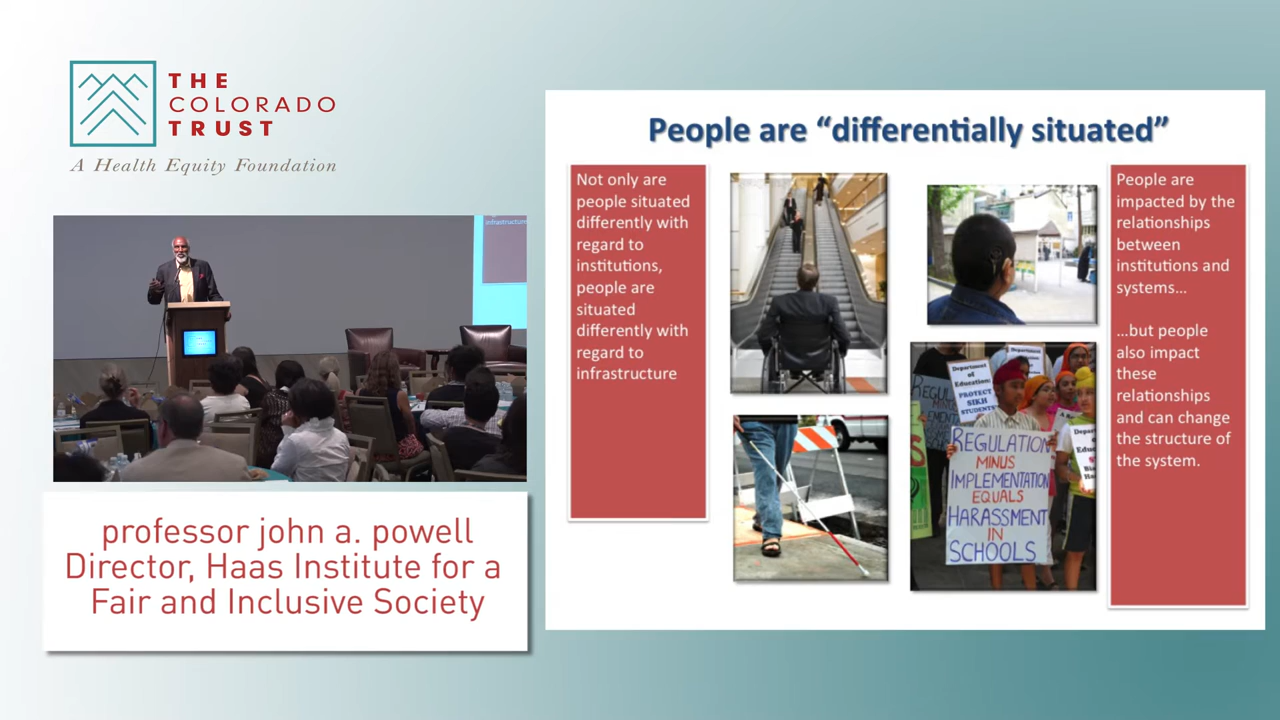 THE
COLORADO
TRUST
A Health Equity Foundation
professor john a. powell
Director, Haas Institute for a
Fair and Inclusive Society
People are “differentially situated”
Not only are
people situated
differently with
regard to
institutions,
people are
situated
differently with
regard to
infrastructure
People are
impacted by the
relationships
between
institutions and
systems…
…but people
also impact
these
relationships
and can change
the structure of
the system.
infrastructure
Department
of
Education:
PROTECT
SIKH
STUDENTS
REGULATION
MINUS
IMPLEMENTATION
EQUALS
HARASSMENT
IN
SCHOOLS